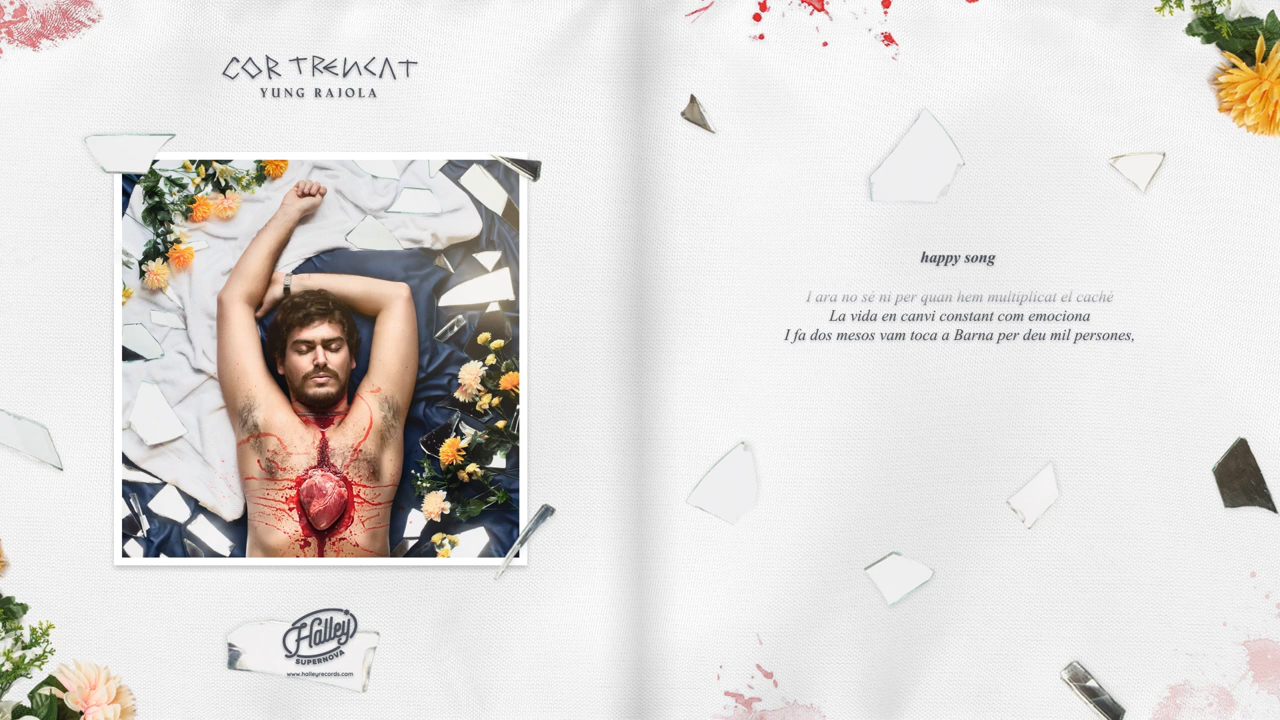 COR TRENCAT
YUNG RAJOLA
Halley
SUPERNOVA
www.halleyrecords.com
happy song
I ara no sé ni per quan hem multiplicat el caché
La vida en canvi constant com emociona
I fa dos mesos vam toca a Barna per deu mil persones,